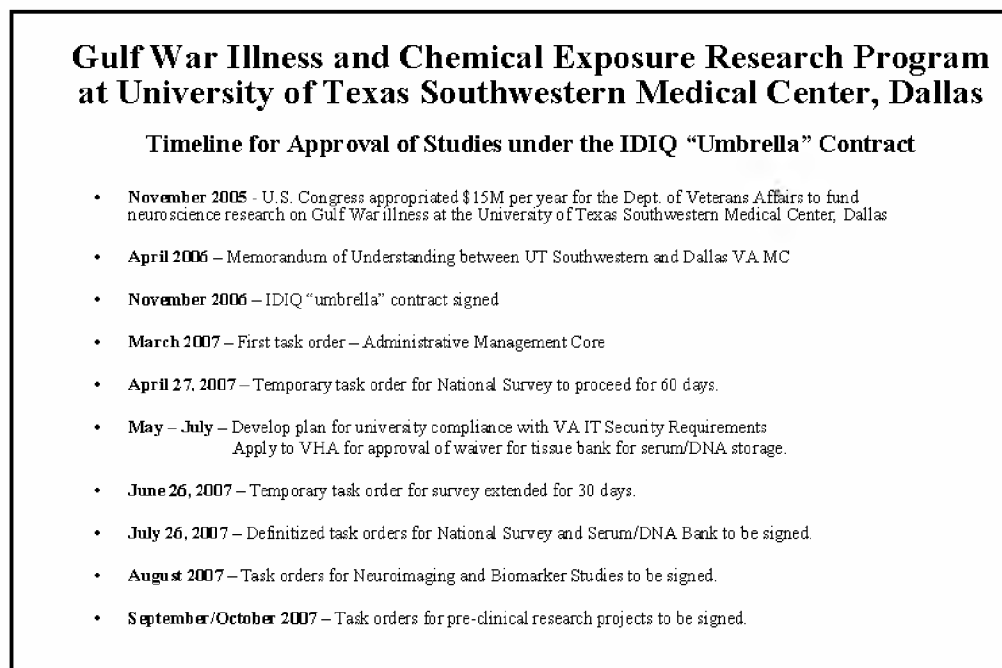 Gulf War Illness and Chemical Exposure Research Program
at University of Texas Southwestern Medical Center, Dallas
Timeline for Approval of Studies under the IDIQ “Umbrella” Contract
• November 2005 - U.S. Congress appropriated $15M per year for the Dept. of Veterans Affairs to fund
neuroscience research on Gulf War illness at the University of Texas Southwestern Medical Center, Dallas
• April 2006 – Memorandum of Understanding between UT Southwestern and Dallas VA MC
• November 2006 – IDIQ “umbrella” contract signed
• March 2007 – First task order – Administrative Management Core
• April 27, 2007 – Temporary task order for National Survey to proceed for 60 days.
• May – July – Develop plan for university compliance with VA IT Security Requirements
Apply to VHA for approval of waiver for tissue bank for serum/DNA storage.
• June 26, 2007 – Temporary task order for survey extended for 30 days.
• July 26, 2007 – Definitized task orders for National Survey and Serum/DNA Bank to be signed.
• August 2007 – Task orders for Neuroimaging and Biomarker Studies to be signed.
• September/October 2007 – Task orders for pre-clinical research projects to be signed.